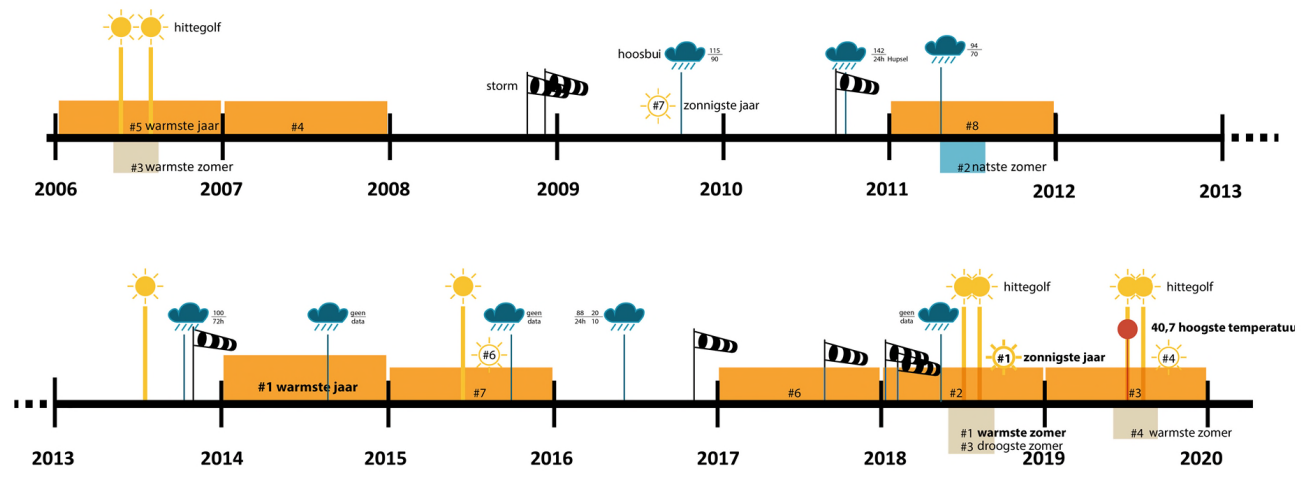 hittegolf
#5 warmste jaar
#3 warmste zomer
#4
storm
hoosbui
115
90
#7 zonnigste jaar
142
24h Hupsel
94
70
#8
#2 natste zomer
2006 2007 2008 2009 2010 2011 2012 2013
100
72h
geen
data
#1 warmste jaar
#7
#6
geen
data
88 20
24h 10
#6
geen
data
#2
hittegolf
#1 zonnigste jaar
#1 warmste zomer
#3 droogste zomer
hittegolf
40,7 hoogste temperatuu
#4
#3
#4 warmste zomer
2013 2014 2015 2016 2017 2018 2019 2020